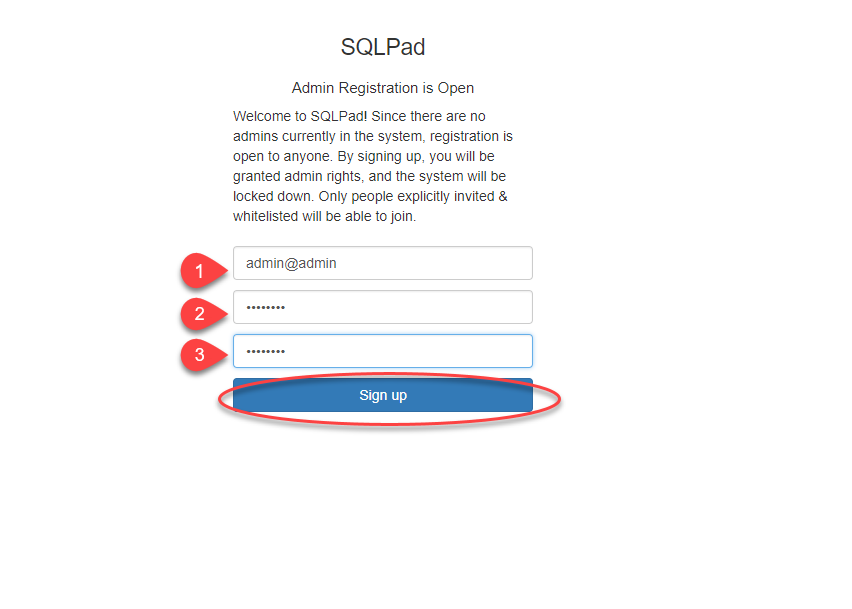 SQLPad
Admin Registration is Open
Welcome to SQLPad! Since there are no
admins currently in the system, registration is
open to anyone. By signing up, you will be
granted admin rights, and the system will be
locked down. Only people explicitly invited &
whitelisted will be able to join.
1 admin@admin
2 ••••••••
3 ••••••••
Sign up